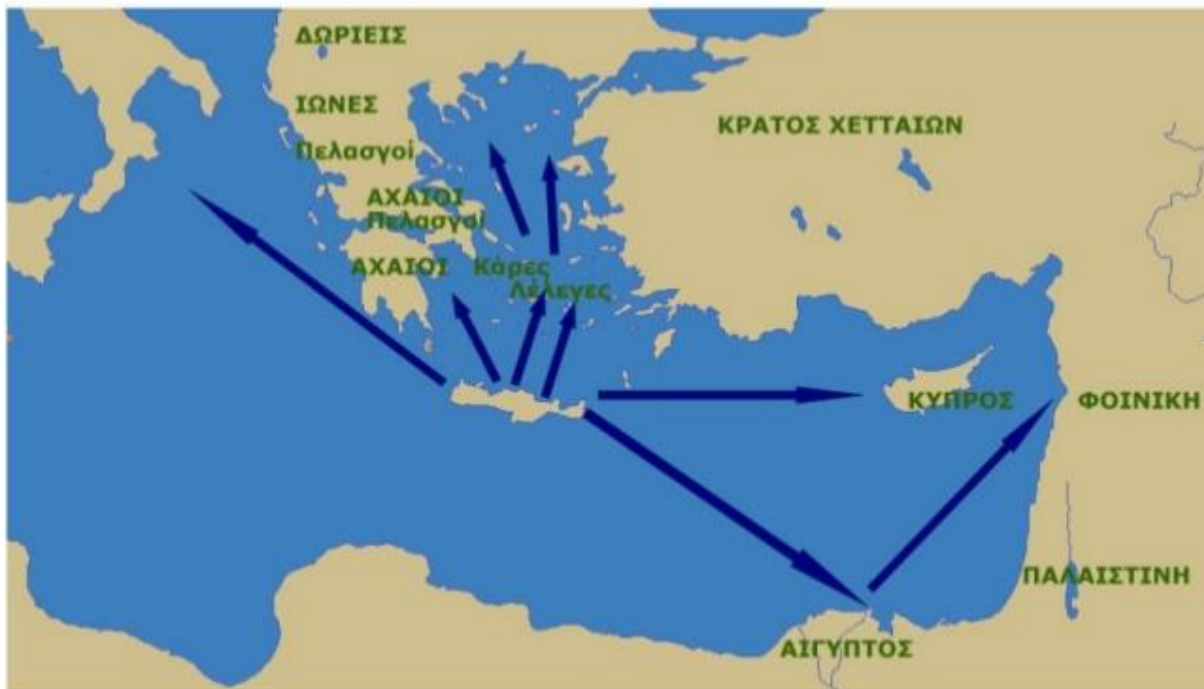 ΔΩΡΙΕΙΣ
ΙΩΝΕΣ
ΚΡΑΤΟΣ ΧΕΤΤΑΙΩΝ
Πελασγοί
ΑΧΑΙΟΙ
Πελασγοί
ΑΧΑΙΟΙ
Κάρες
Λέλεγες
ΚΥΠΡΟΣ
ΦΟΙΝΙΚΗ
ΠΑΛΑΙΣΤΙΝΗ
ΑΙΓΥΠΤΟΣ